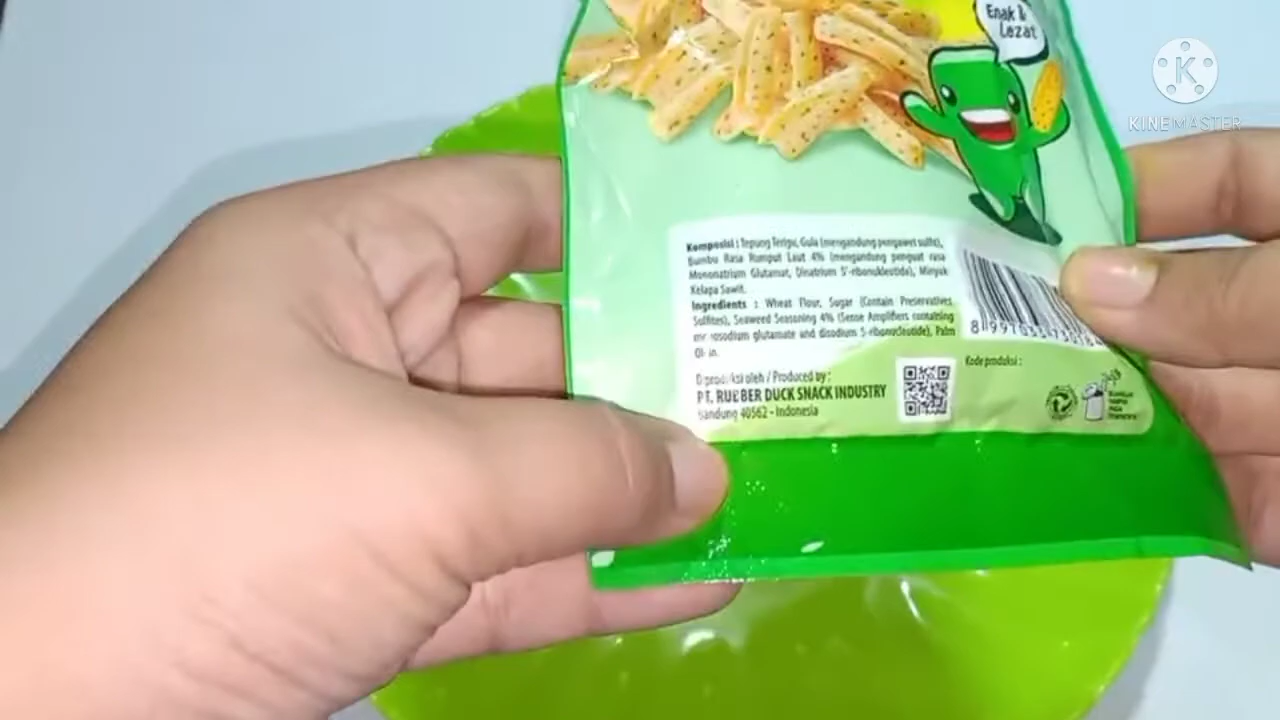 Enak &
Lezat
KINEMASTER
Komposisi : Tepung Terigu, Gula (mengandung pengawet sulfit),
Bumbu Rasa Rumput Laut 4% (mengandung penguat rasa
Mononatrium Glutamat, Dinatrium 5'-ribonukleotida), Minyak
Kelapa Sawit.
Ingredients : Wheat Flour, Sugar (Contain Preservatives
Sulfites), Seaweed Seasoning 4% (Sense Amplifiers containing
monosodium glutamate and disodium 5-ribonucleotide), Palm
Olein.
Diproduksi oleh / Produced by :
PT. RUBBER DUCK SNACK INDUSTRY
Bandung 40562 - Indonesia
Kode produksi :